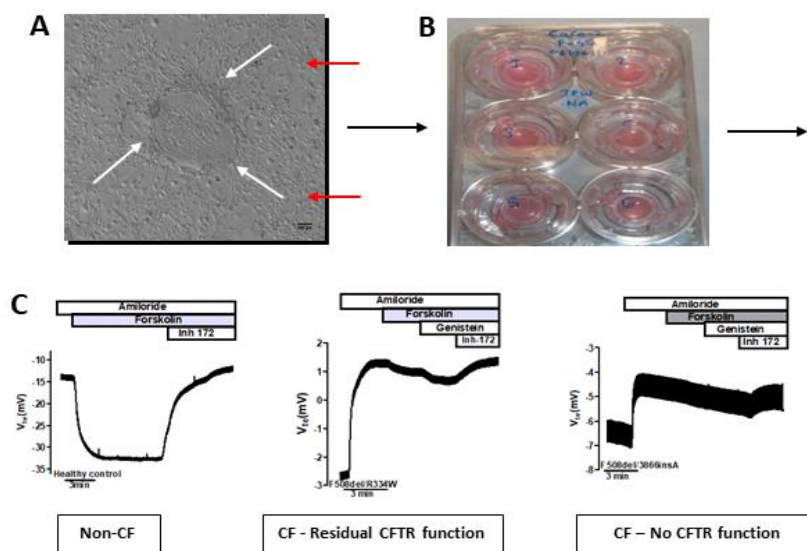 A
B
C
Amiloride
Forskolin
Inh 172
-10
-15
-20
-25
-30
-35
Vte(mV)
Healthy control
3min
Non-CF
Amiloride
Forskolin
Genistein
Inh-172
2
1
0
-1
-2
-3
Vte(mV)
F508del/R334W
3 min
CF - Residual CFTR function
Amiloride
Forskolin
Genistein
Inh 172
-3
-4
-5
-6
-7
-8
Vte(mV)
F508del/3866insA
3 min
CF – No CFTR function